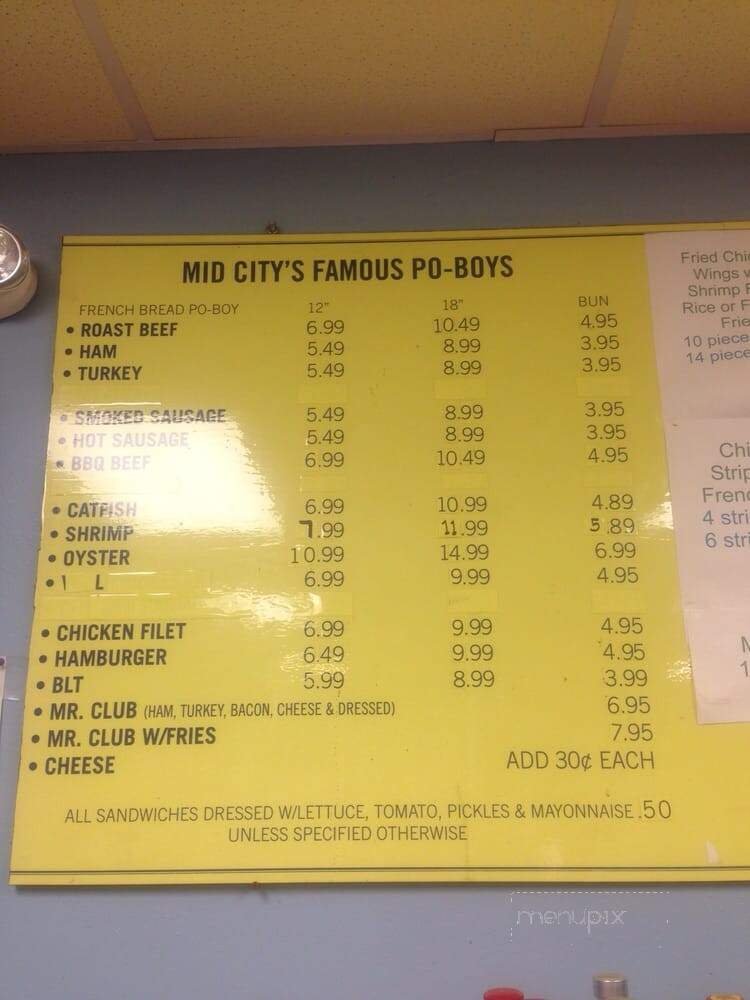 MID CITY'S FAMOUS PO-BOYS
FRENCH BREAD PO-BOY 12" 18" BUN
• ROAST BEEF 6.99 10.49 4.95
• HAM 5.49 8.99 3.95
• TURKEY 5.49 8.99 3.95
• SMOKED SAUSAGE 5.49 8.99 3.95
• HOT SAUSAGE 5.49 8.99 3.95
• BBQ BEEF 6.99 10.49 4.95
• CATFISH 6.99 10.99 4.89
• SHRIMP 7.99 11.99 5.89
• OYSTER 10.99 14.99 6.99
• L 6.99 9.99 4.95
• CHICKEN FILET 6.99 9.99 4.95
• HAMBURGER 6.49 9.99 4.95
• BLT 5.99 8.99 3.99
• MR. CLUB (HAM, TURKEY, BACON, CHEESE & DRESSED) 6.95
• MR. CLUB W/FRIES 7.95
• CHEESE ADD 30¢ EACH
ALL SANDWICHES DRESSED W/LETTUCE, TOMATO, PICKLES & MAYONNAISE .50
UNLESS SPECIFIED OTHERWISE
Fried Chi
Wings w
Shrimp F
Rice or F
Frie
10 piece
14 piece
Chi
Strip
Frenc
4 stri
6 stri
menupix